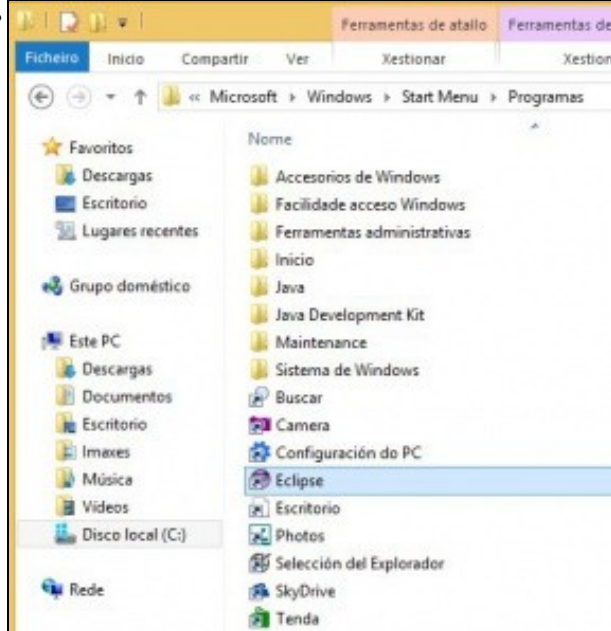 Ferramentas de atallo Ferramentas de
Ficheiro Inicio Compartir Ver Xestionar Xestion
« Microsoft Windows Start Menu Programas
Favoritos
Descargas
Escritorio
Lugares recentes
Grupo doméstico
Este PC
Descargas
Documentos
Escritorio
Imaxes
Música
Vídeos
Disco local (C:)
Rede
Nome
Accesorios de Windows
Facilidade acceso Windows
Ferramentas administrativas
Inicio
Java
Java Development Kit
Maintenance
Sistema de Windows
Buscar
Camera
Configuración do PC
Eclipse
Escritorio
Photos
Selección del Explorador
SkyDrive
Tenda